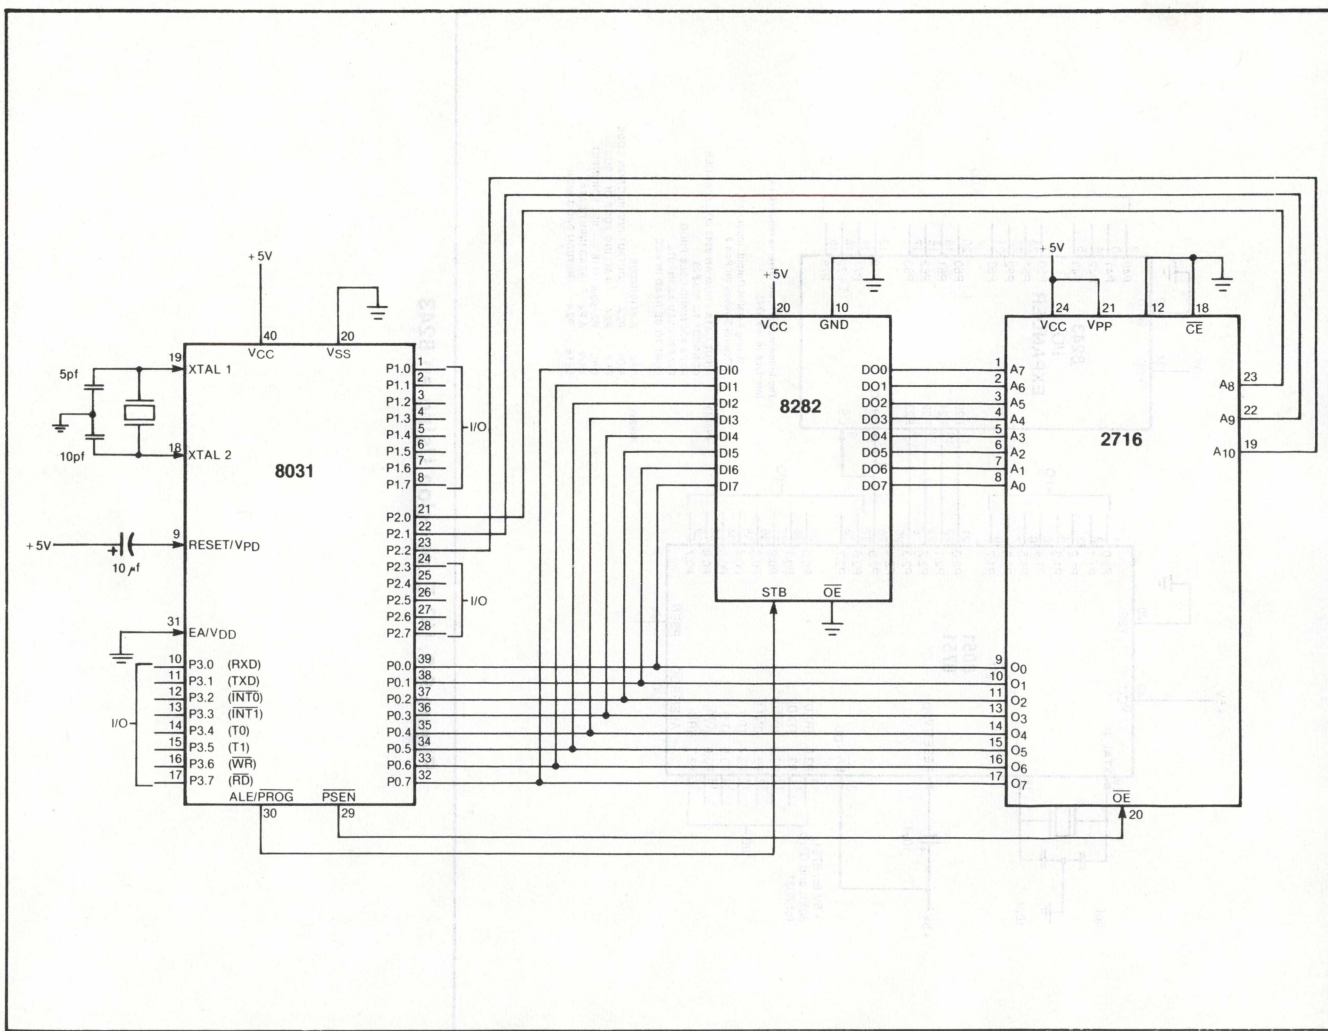 +5V
40
VCC
20
VSS
8031
19
XTAL 1
5pf
10pf
18
XTAL 2
+5V
10 µf
9
RESET/VPD
31
EA/VDD
I/O
10 P3.0 (RXD)
11 P3.1 (TXD)
12 P3.2 (INT0)
13 P3.3 (INT1)
14 P3.4 (T0)
15 P3.5 (T1)
16 P3.6 (WR)
17 P3.7 (RD)
ALE/PROG
30
PSEN
29
P1.0 1
P1.1 2
P1.2 3
P1.3 4
P1.4 5
P1.5 6
P1.6 7
P1.7 8
I/O
P2.0 21
P2.1 22
P2.2 23
P2.3 24
P2.4 25
P2.5 26
P2.6 27
P2.7 28
I/O
P0.0 39
P0.1 38
P0.2 37
P0.3 36
P0.4 35
P0.5 34
P0.6 33
P0.7 32
+5V
20
VCC
10
GND
8282
DI0 DO0
DI1 DO1
DI2 DO2
DI3 DO3
DI4 DO4
DI5 DO5
DI6 DO6
DI7 DO7
STB
OE
+5V
24
VCC
21
VPP
12
18
CE
2716
1 A7
2 A6
3 A5
4 A4
5 A3
6 A2
7 A1
8 A0
A8 23
A9 22
A10 19
9 O0
10 O1
11 O2
13 O3
14 O4
15 O5
16 O6
17 O7
OE
20